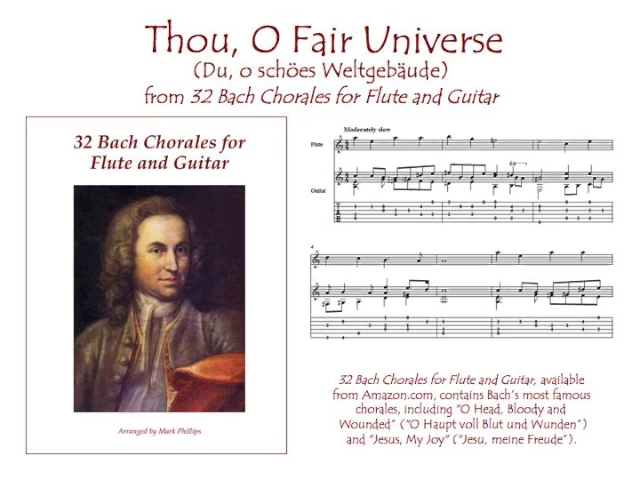 Thou, O Fair Universe
(Du, o schöes Weltgebäude)
from 32 Bach Chorales for Flute and Guitar
32 Bach Chorales for
Flute and Guitar
Arranged by Mark Phillips
Moderately slow
Flute
Guitar
4
32 Bach Chorales for Flute and Guitar, available
from Amazon.com, contains Bach's most famous
chorales, including "O Head, Bloody and
Wounded" ("O Haupt voll Blut und Wunden")
and "Jesus, My Joy" ("Jesu, meine Freude").